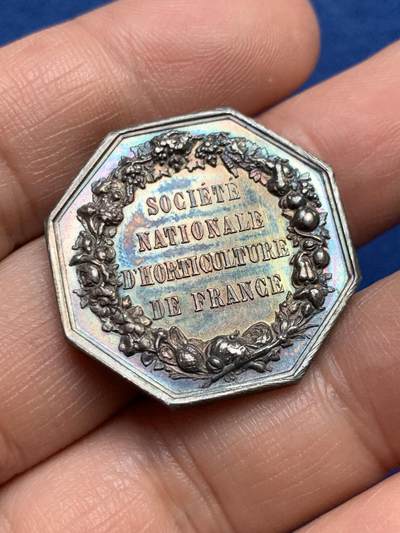 SOCIÉTÉ
NATIONALE
D'HORTICULTURE
DE FRANCE